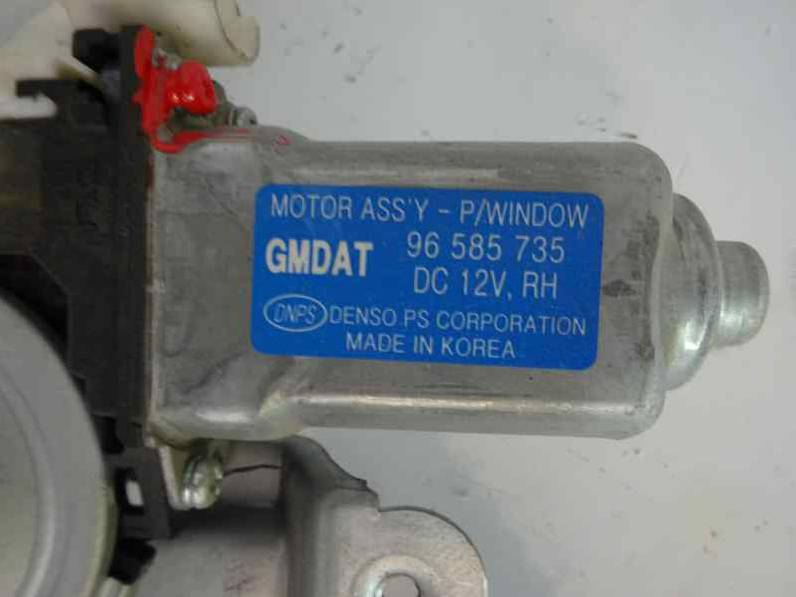 MOTOR ASS'Y - P/WINDOW
GMDAT 96 585 735
DC 12V, RH
DNPS DENSO PS CORPORATION
MADE IN KOREA